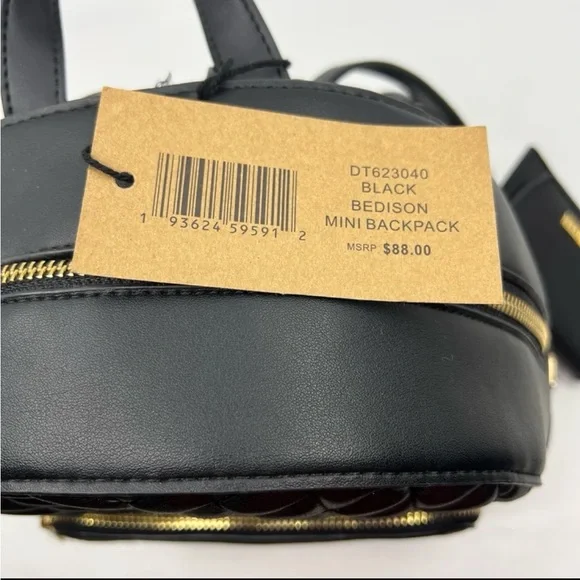 DT623040
BLACK
BEDISON
MINI BACKPACK
MSRP $88.00
1 93624 59591 2